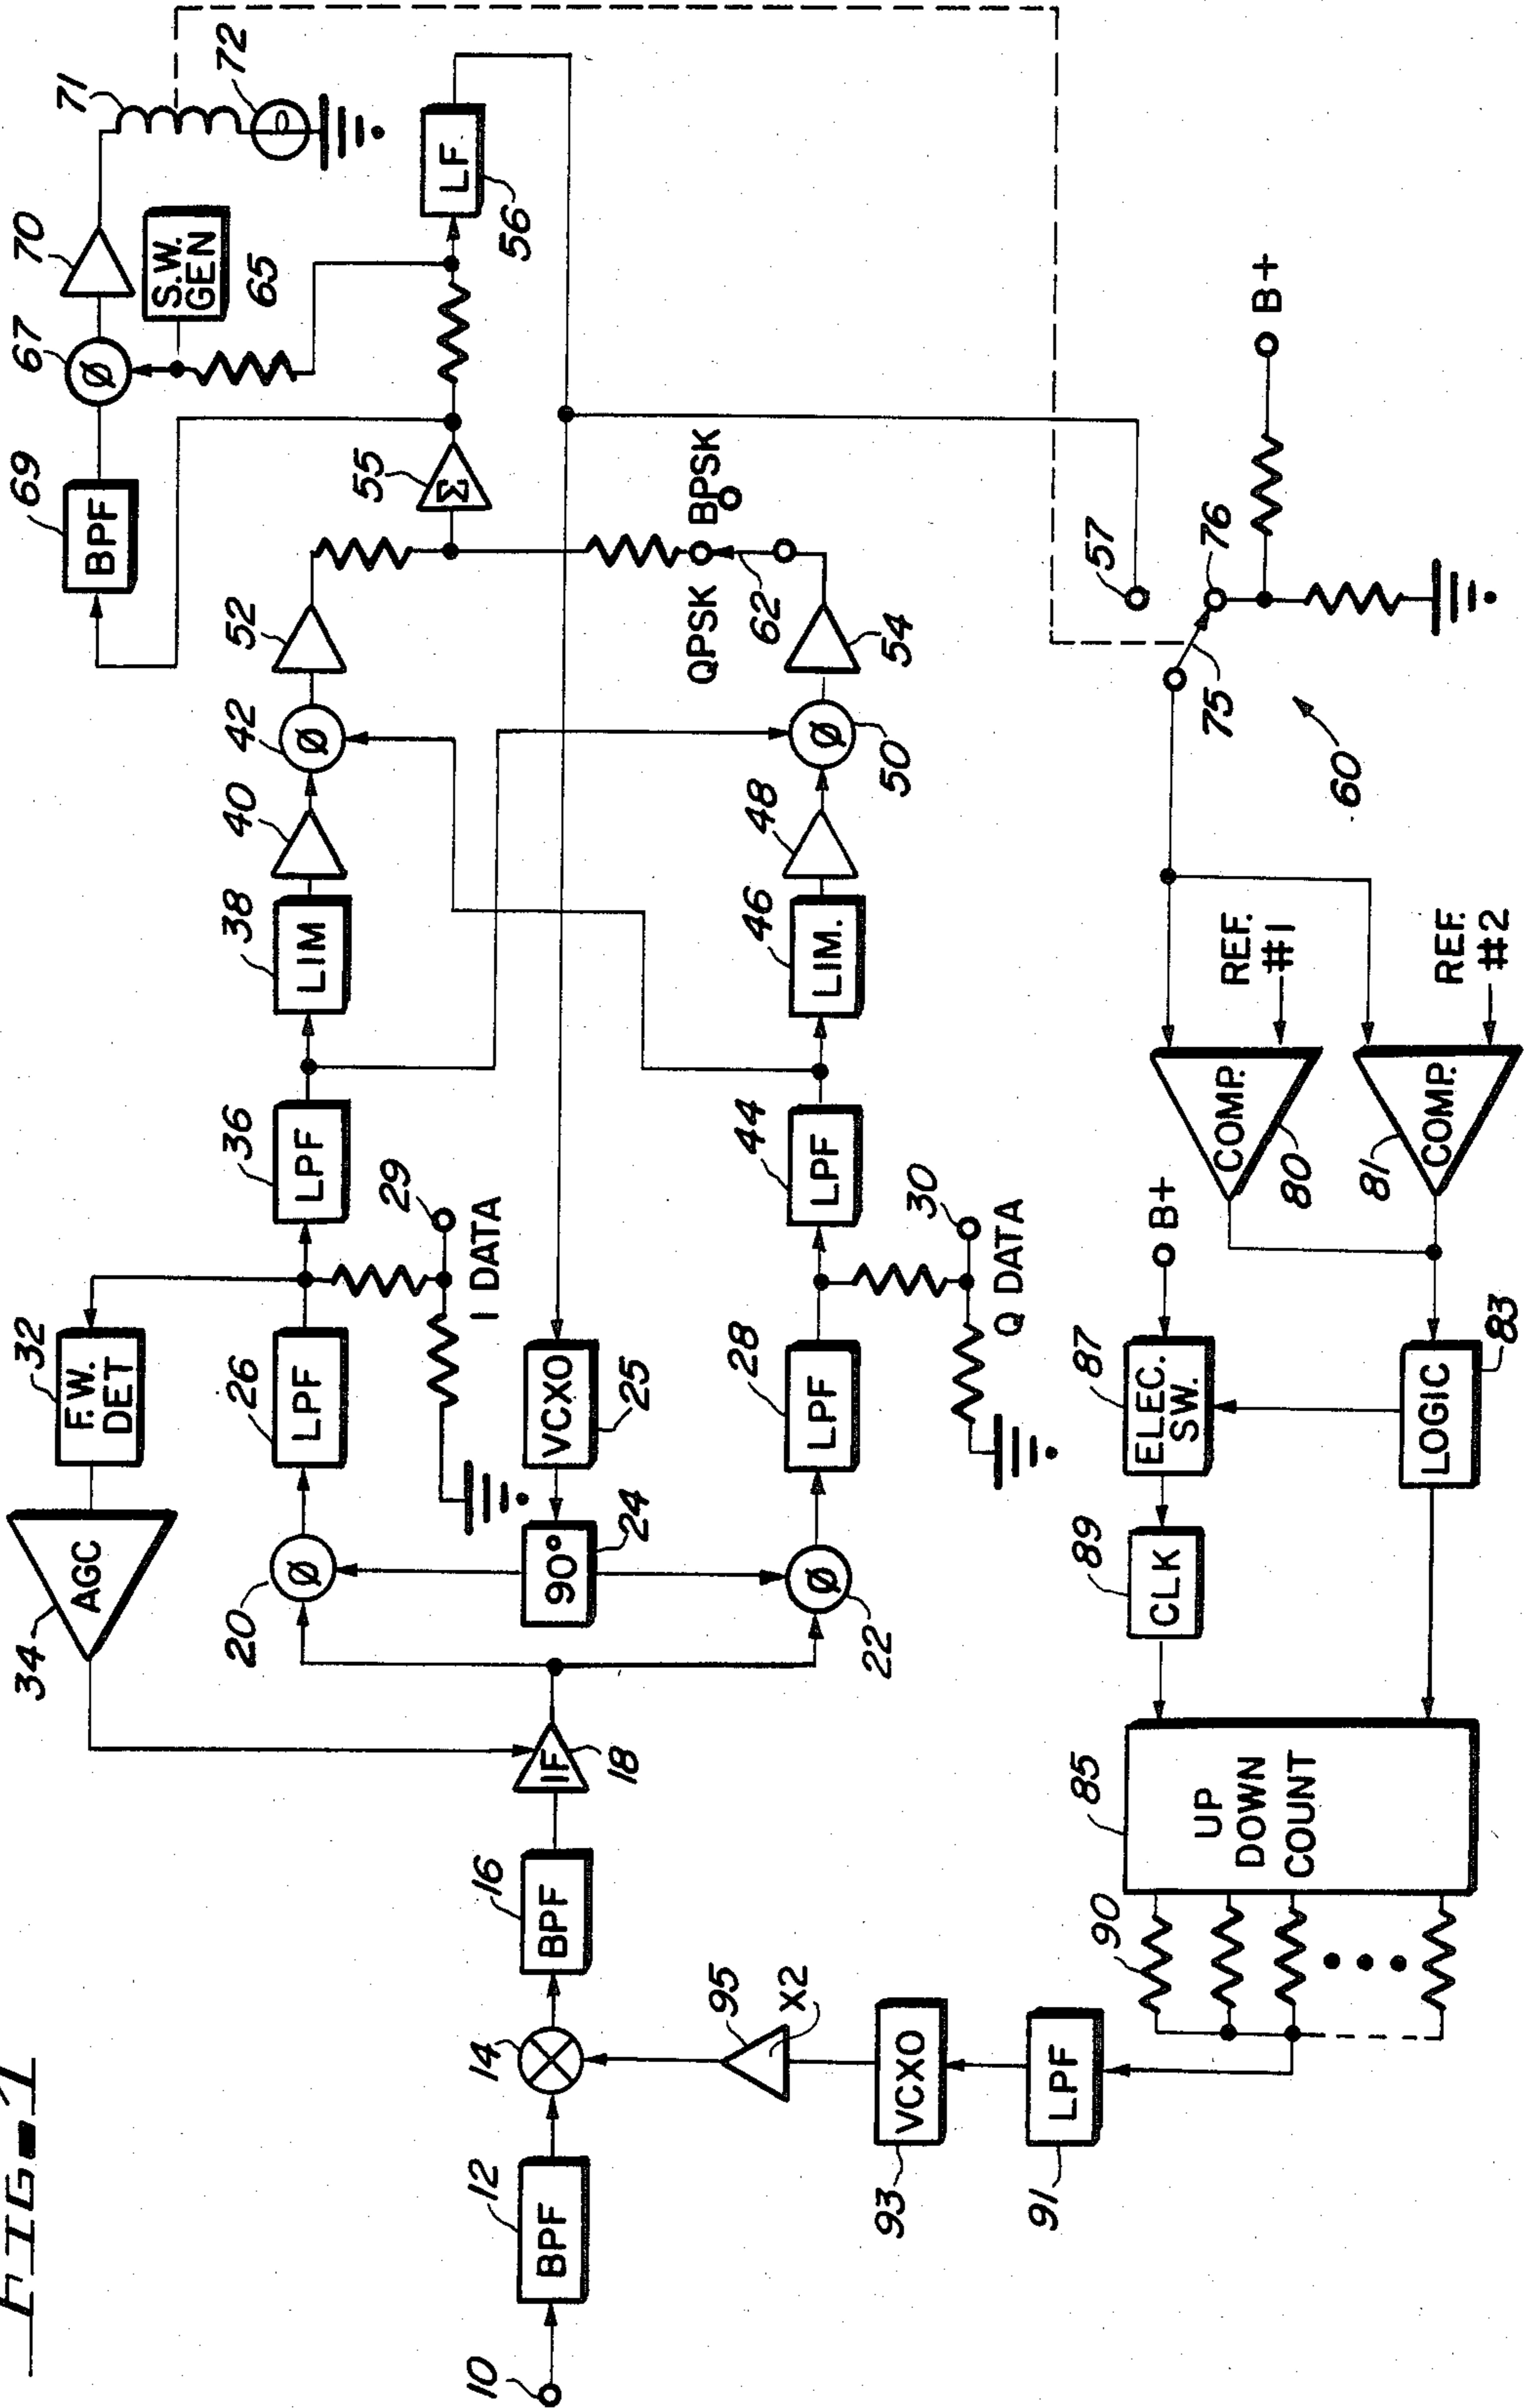 FIG. 1
10
12
BPF
14
16
BPF
IF
18
20
Ø
22
Ø
90°
24
VCXO
25
26
LPF
28
LPF
29
I DATA
30
Q DATA
F.W.
DET
32
AGC
34
36
LPF
38
LIM
40
42
Ø
44
LPF
46
LIM.
48
Ø
50
52
54
55
Σ
LF
56
57
60
QPSK
BPSK
62
S.W.
GEN
65
67
Ø
69
BPF
70
71
72
75
76
B+
REF.
#1
REF.
#2
COMP.
80
COMP.
81
LOGIC
83
B+
87
ELEC.
SW.
89
CLK
85
UP
DOWN
COUNT
90
91
LPF
93
VCXO
95
X2